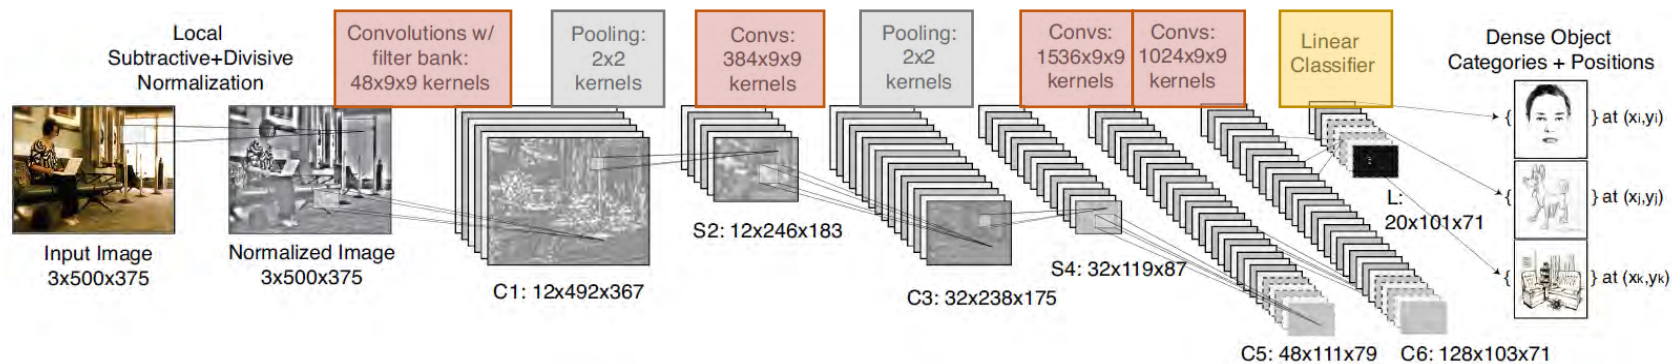 Local
Subtractive+Divisive
Normalization
Convolutions w/
filter bank:
48x9x9 kernels
Pooling:
2x2
kernels
Convs:
384x9x9
kernels
Pooling:
2x2
kernels
Convs:
1536x9x9
kernels
Convs:
1024x9x9
kernels
Linear
Classifier
Dense Object
Categories + Positions
Input Image
3x500x375
Normalized Image
3x500x375
C1: 12x492x367
S2: 12x246x183
C3: 32x238x175
S4: 32x119x87
C5: 48x111x79
C6: 128x103x71
L:
20x101x71
{ } at (xi,yi)
{ } at (xj,yj)
{ } at (xk,yk)